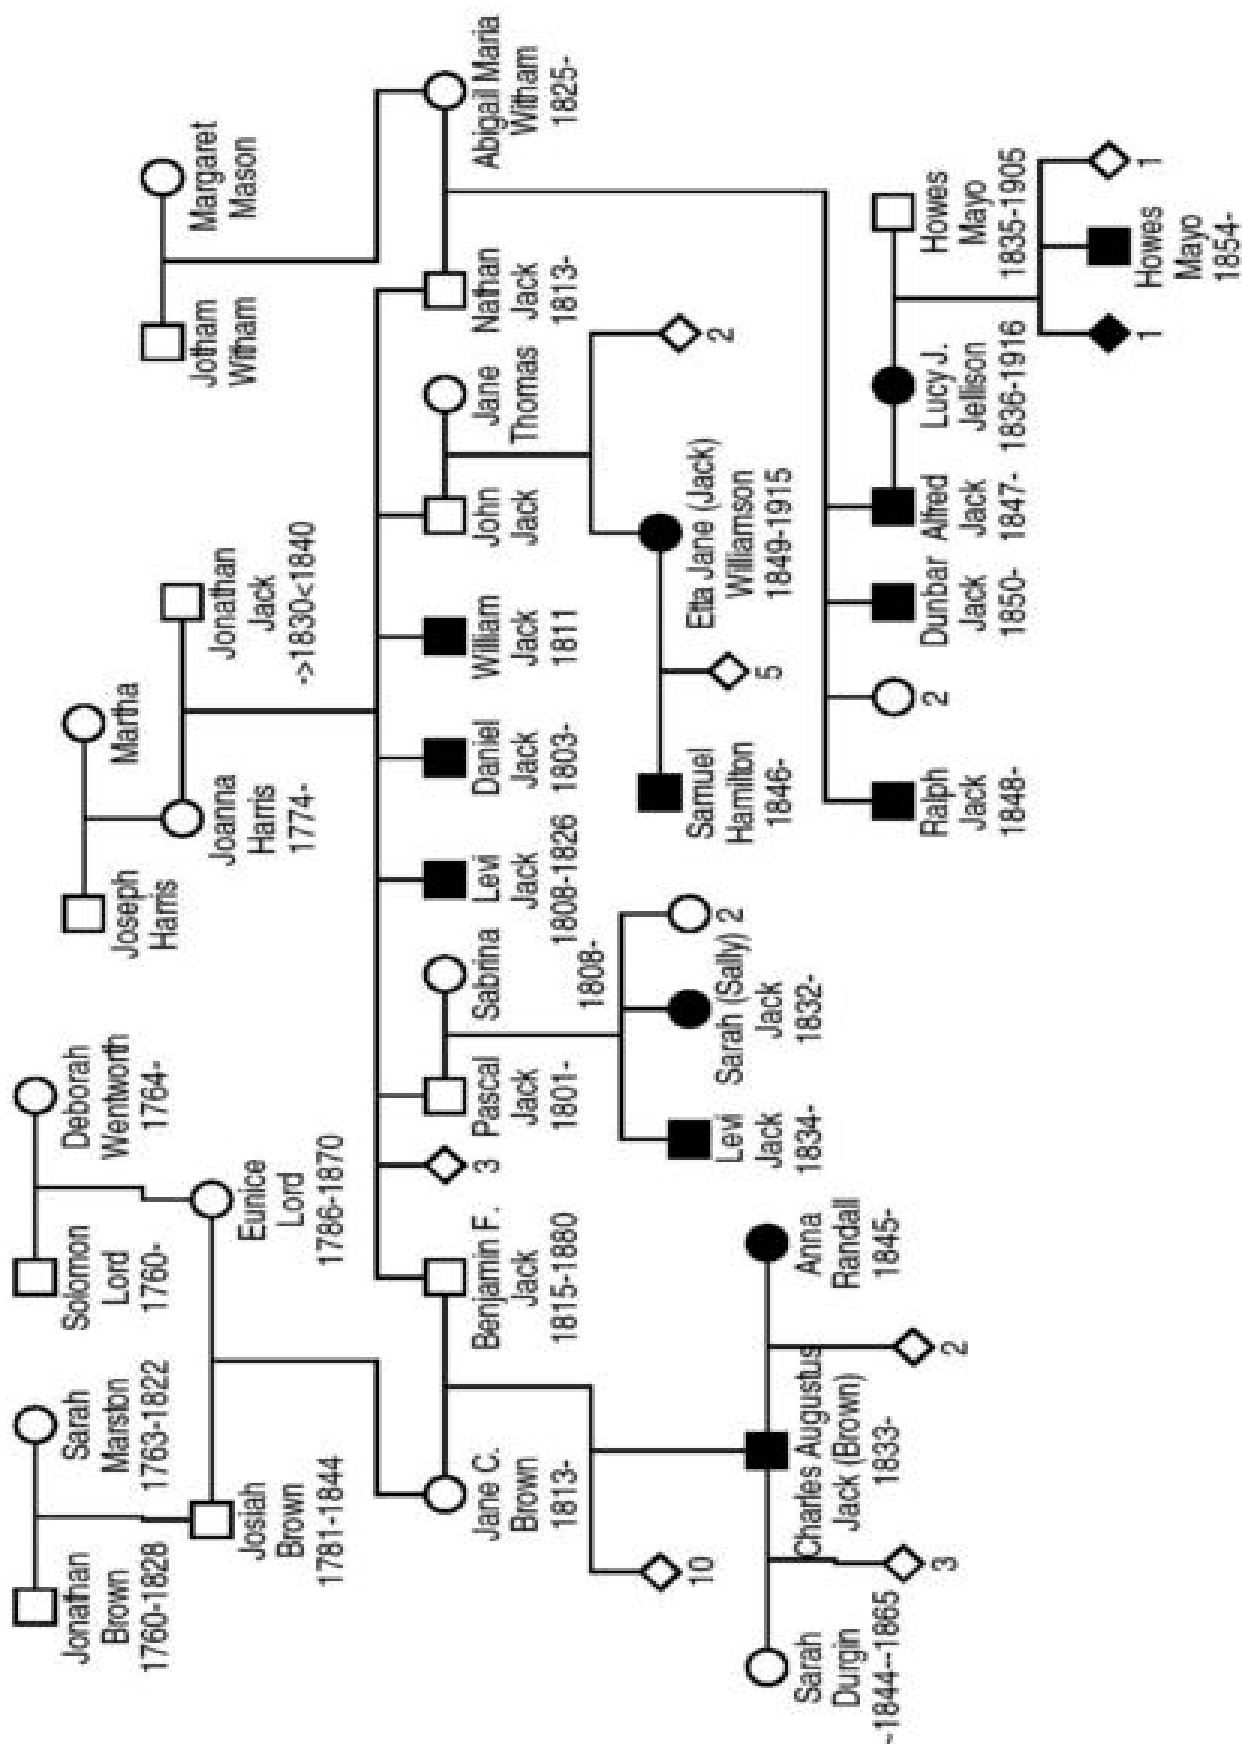 Jonathan
Brown
1760-1828
Sarah
Marston
1763-1822
Solomon
Lord
1760-
Deborah
Wentworth
1764-
Joseph
Harris
Martha
Jotham
Witham
Margaret
Mason
Josiah
Brown
1781-1844
Eunice
Lord
1786-1870
Joanna
Harris
1774-
Jonathan
Jack
->1830<1840
Jane C.
Brown
1813-
Benjamin F.
Jack
1815-1880
3
Pascal
Jack
1801-
Sabrina
1808-
Levi
Jack
1808-1826
Daniel
Jack
1803-
William
Jack
1811
John
Jack
Jane
Thomas
Nathan
Jack
1813-
Abigail Maria
Witham
1825-
10
Levi
Jack
1834-
Sarah (Sally)
Jack
1832-
2
Samuel
Hamilton
1846-
5
Etta Jane (Jack)
Williamson
1849-1915
2
Sarah
Durgin
~1844--1865
3
Charles Augustus
Jack (Brown)
1833-
2
Anna
Randall
1845-
Ralph
Jack
1848-
2
Dunbar
Jack
1850-
Alfred
Jack
1847-
Lucy J.
Jellison
1836-1916
Howes
Mayo
1835-1905
1
Howes
Mayo
1854-
1